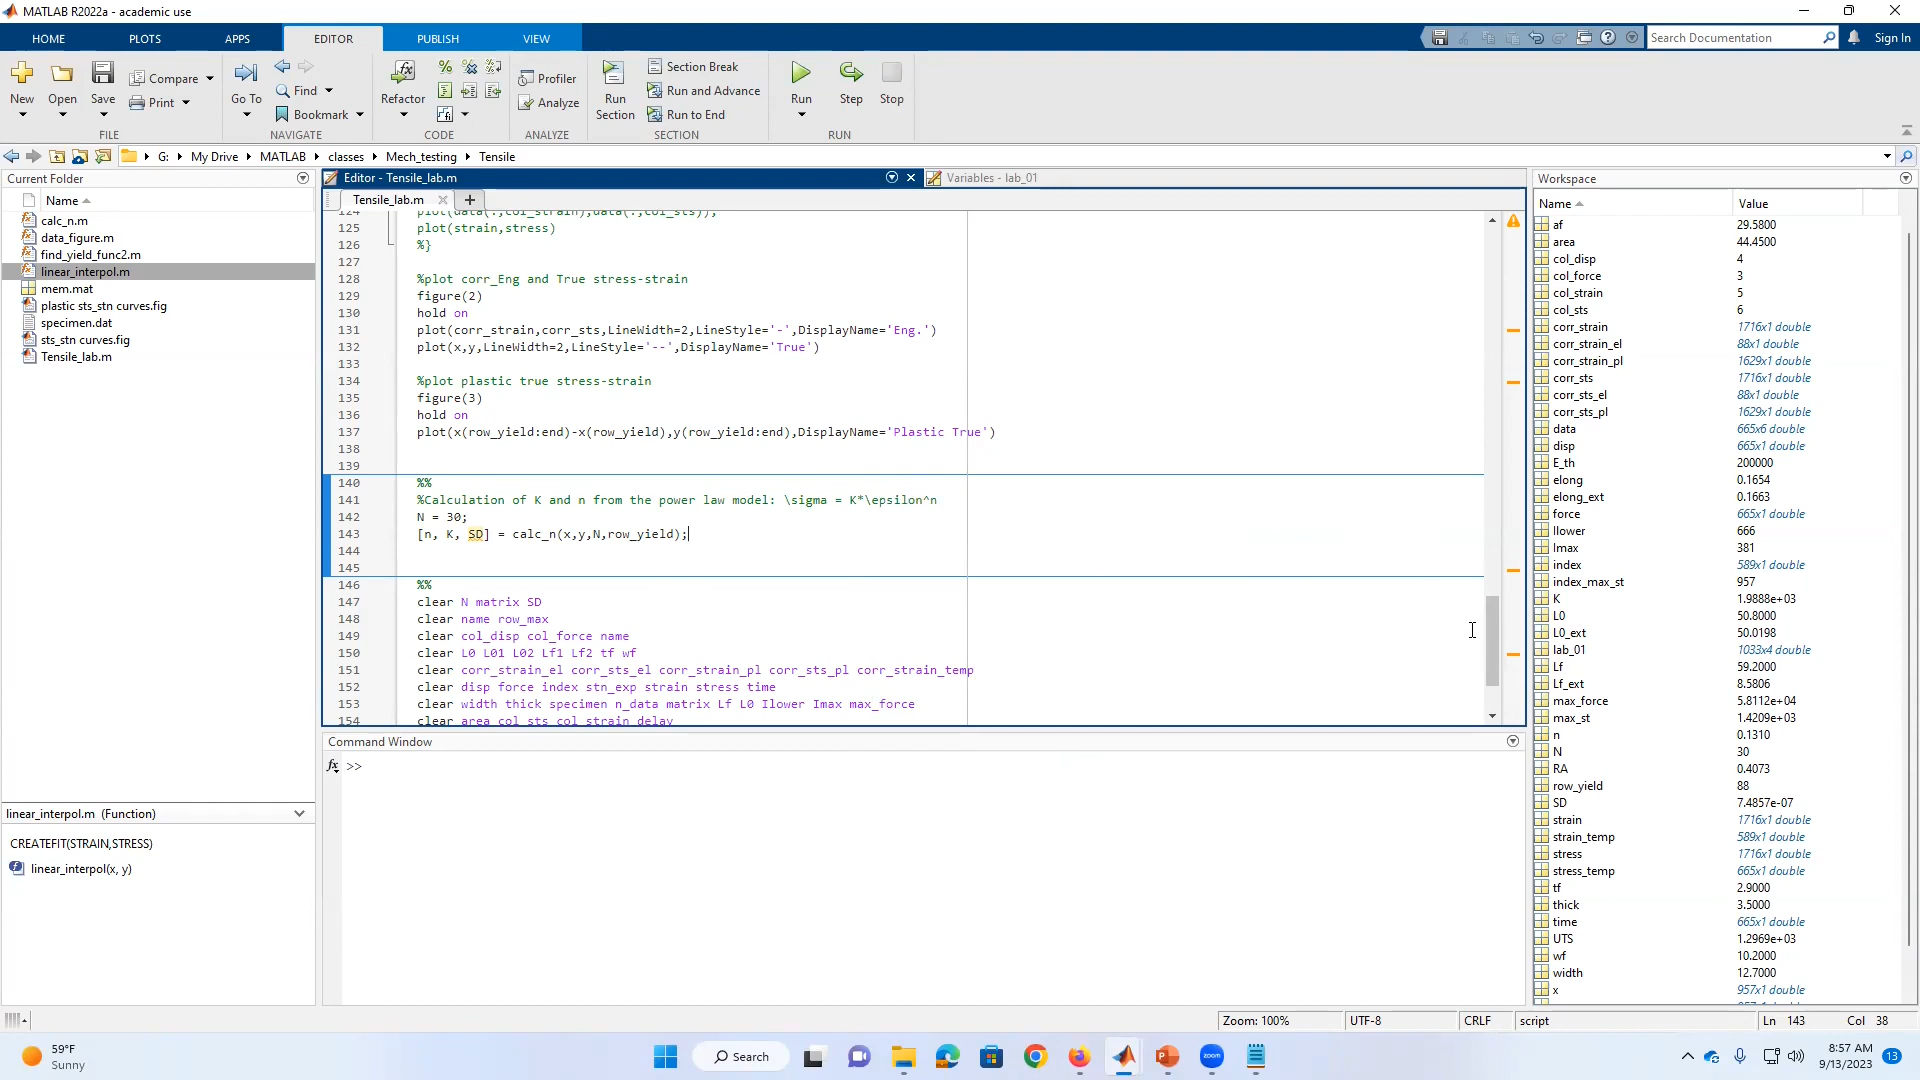 MATLAB R2022a - academic use
HOME PLOTS APPS EDITOR PUBLISH VIEW Search Documentation Sign In
Compare Find Profiler Section Break
Print Bookmark Analyze Run and Advance
Run to End
New Open Save Go To Refactor Run Section Run Step Stop
FILE NAVIGATE CODE ANALYZE SECTION RUN
G: My Drive MATLAB classes Mech_testing Tensile
Current Folder
Name
calc_n.m
data_figure.m
find_yield_func2.m
linear_interpol.m
mem.mat
plastic sts_stn curves.fig
specimen.dat
sts_stn curves.fig
Tensile_lab.m
linear_interpol.m (Function)
CREATEFIT(STRAIN,STRESS)
linear_interpol(x, y)
Editor - Tensile_lab.m Variables - lab_01
Tensile_lab.m +
124 plot(data(:,col_strain),data(:,col_sts));
125 plot(strain,stress)
126 %}
127
128 %plot corr_Eng and True stress-strain
129 figure(2)
130 hold on
131 plot(corr_strain,corr_sts,LineWidth=2,LineStyle='-',DisplayName='Eng.')
132 plot(x,y,LineWidth=2,LineStyle='--',DisplayName='True')
133
134 %plot plastic true stress-strain
135 figure(3)
136 hold on
137 plot(x(row_yield:end)-x(row_yield),y(row_yield:end),DisplayName='Plastic True')
138
139
140 %%
141 %Calculation of K and n from the power law model: \sigma = K*\epsilon^n
142 N = 30;
143 [n, K, SD] = calc_n(x,y,N,row_yield);
144
145
146 %%
147 clear N matrix SD
148 clear name row_max
149 clear col_disp col_force name
150 clear L0 L01 L02 Lf1 Lf2 tf wf
151 clear corr_strain_el corr_sts_el corr_strain_pl corr_sts_pl corr_strain_temp
152 clear disp force index stn_exp strain stress time
153 clear width thick specimen n_data matrix Lf L0 Ilower Imax max_force
154 clear area col_sts col_strain delay
Command Window
fx >>
Workspace
Name Value
af 29.5800
area 44.4500
col_disp 4
col_force 3
col_strain 5
col_sts 6
corr_strain 1716x1 double
corr_strain_el 88x1 double
corr_strain_pl 1629x1 double
corr_sts 1716x1 double
corr_sts_el 88x1 double
corr_sts_pl 1629x1 double
data 665x6 double
disp 665x1 double
E_th 200000
elong 0.1654
elong_ext 0.1663
force 665x1 double
Ilower 666
Imax 381
index 589x1 double
index_max_st 957
K 1.9888e+03
L0 50.8000
L0_ext 50.0198
lab_01 1033x4 double
Lf 59.2000
Lf_ext 8.5806
max_force 5.8112e+04
max_st 1.4209e+03
n 0.1310
N 30
RA 0.4073
row_yield 88
SD 7.4857e-07
strain 1716x1 double
strain_temp 589x1 double
stress 1716x1 double
stress_temp 665x1 double
tf 2.9000
thick 3.5000
time 665x1 double
UTS 1.2969e+03
wf 10.2000
width 12.7000
x 957x1 double
Zoom: 100% UTF-8 CRLF script Ln 143 Col 38
59°F
Sunny
Search
zoom
8:57 AM
9/13/2023
13